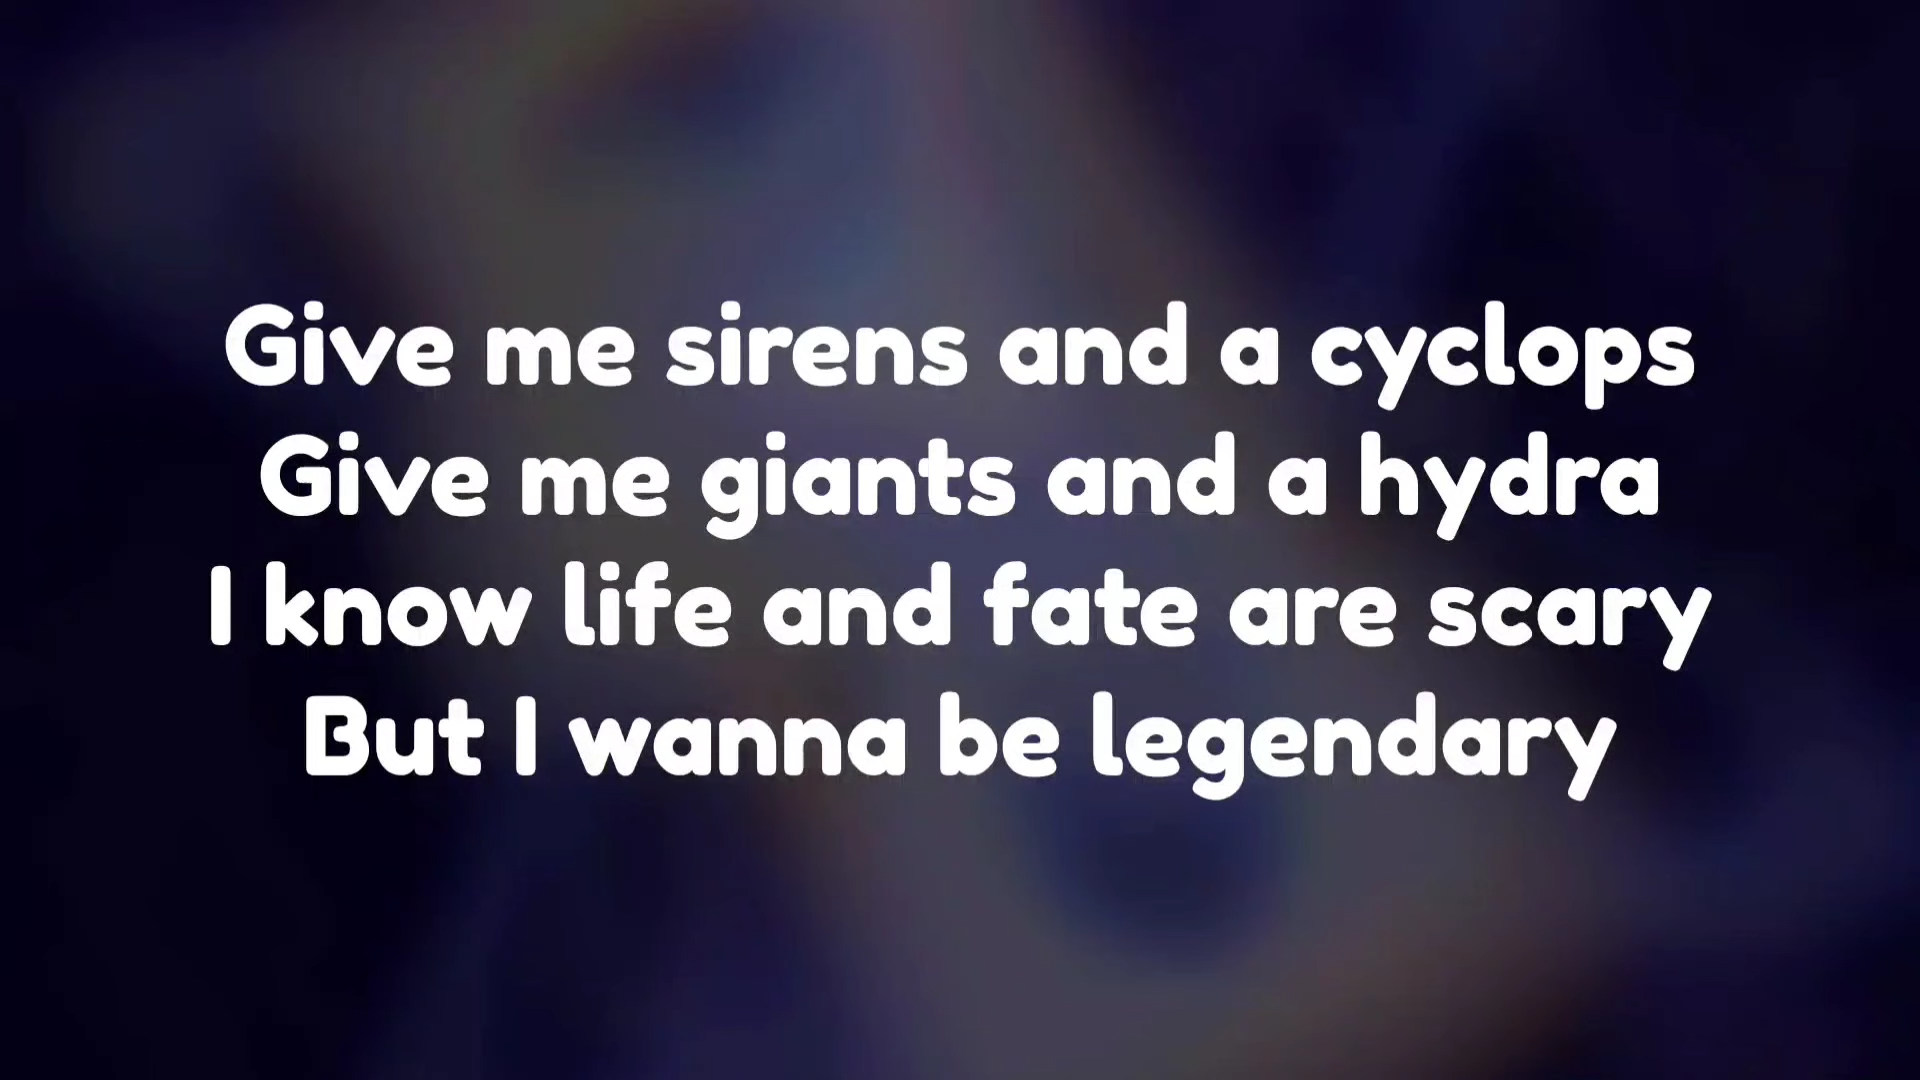 Give me sirens and a cyclops
Give me giants and a hydra
I know life and fate are scary
But I wanna be legendary